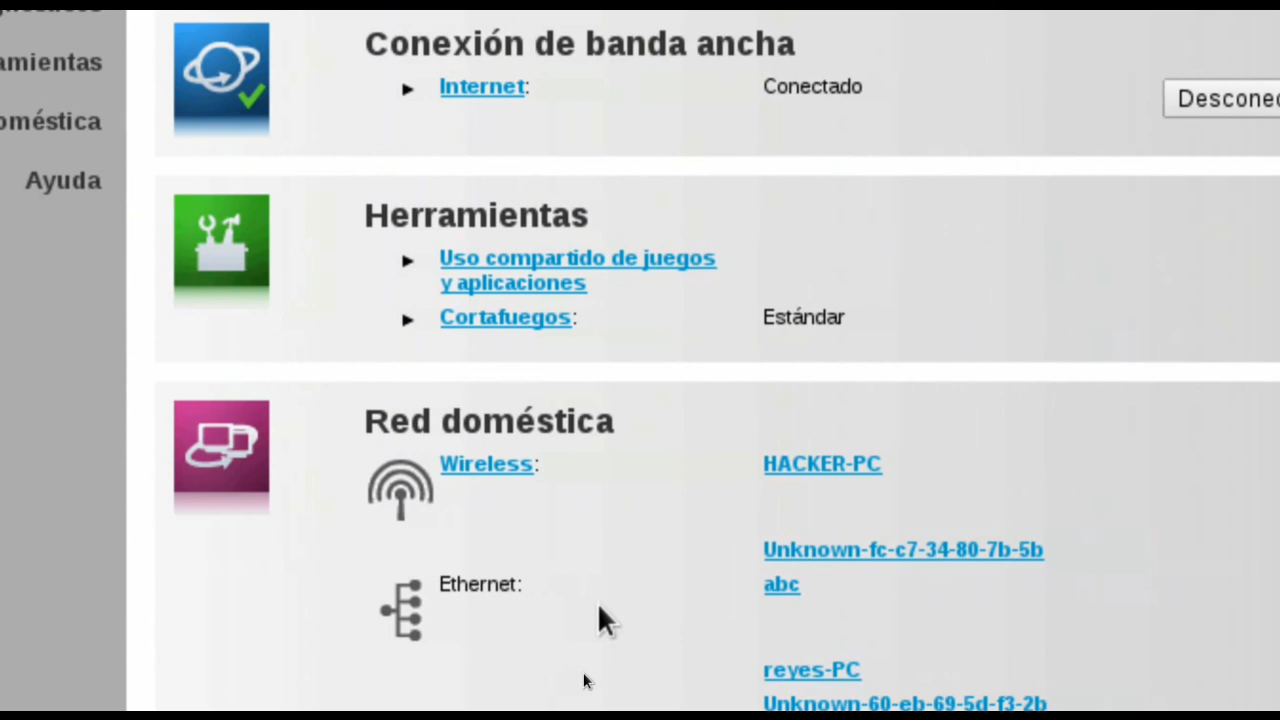 amientas
oméstica
Ayuda
Conexión de banda ancha
Internet:
Conectado
Descone
Herramientas
Uso compartido de juegos
y aplicaciones
Cortafuegos:
Estándar
Red doméstica
Wireless:
HACKER-PC
Unknown-fc-c7-34-80-7b-5b
Ethernet:
abc
reyes-PC
Unknown-60-eb-69-5d-f3-2b